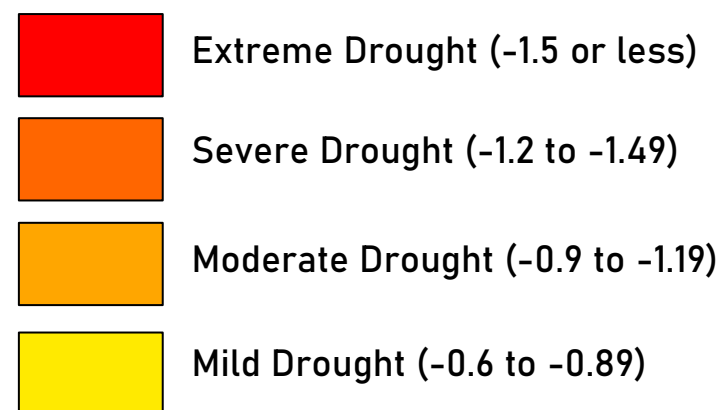 Extreme Drought (-1.5 or less)
Severe Drought (-1.2 to -1.49)
Moderate Drought (-0.9 to -1.19)
Mild Drought (-0.6 to -0.89)